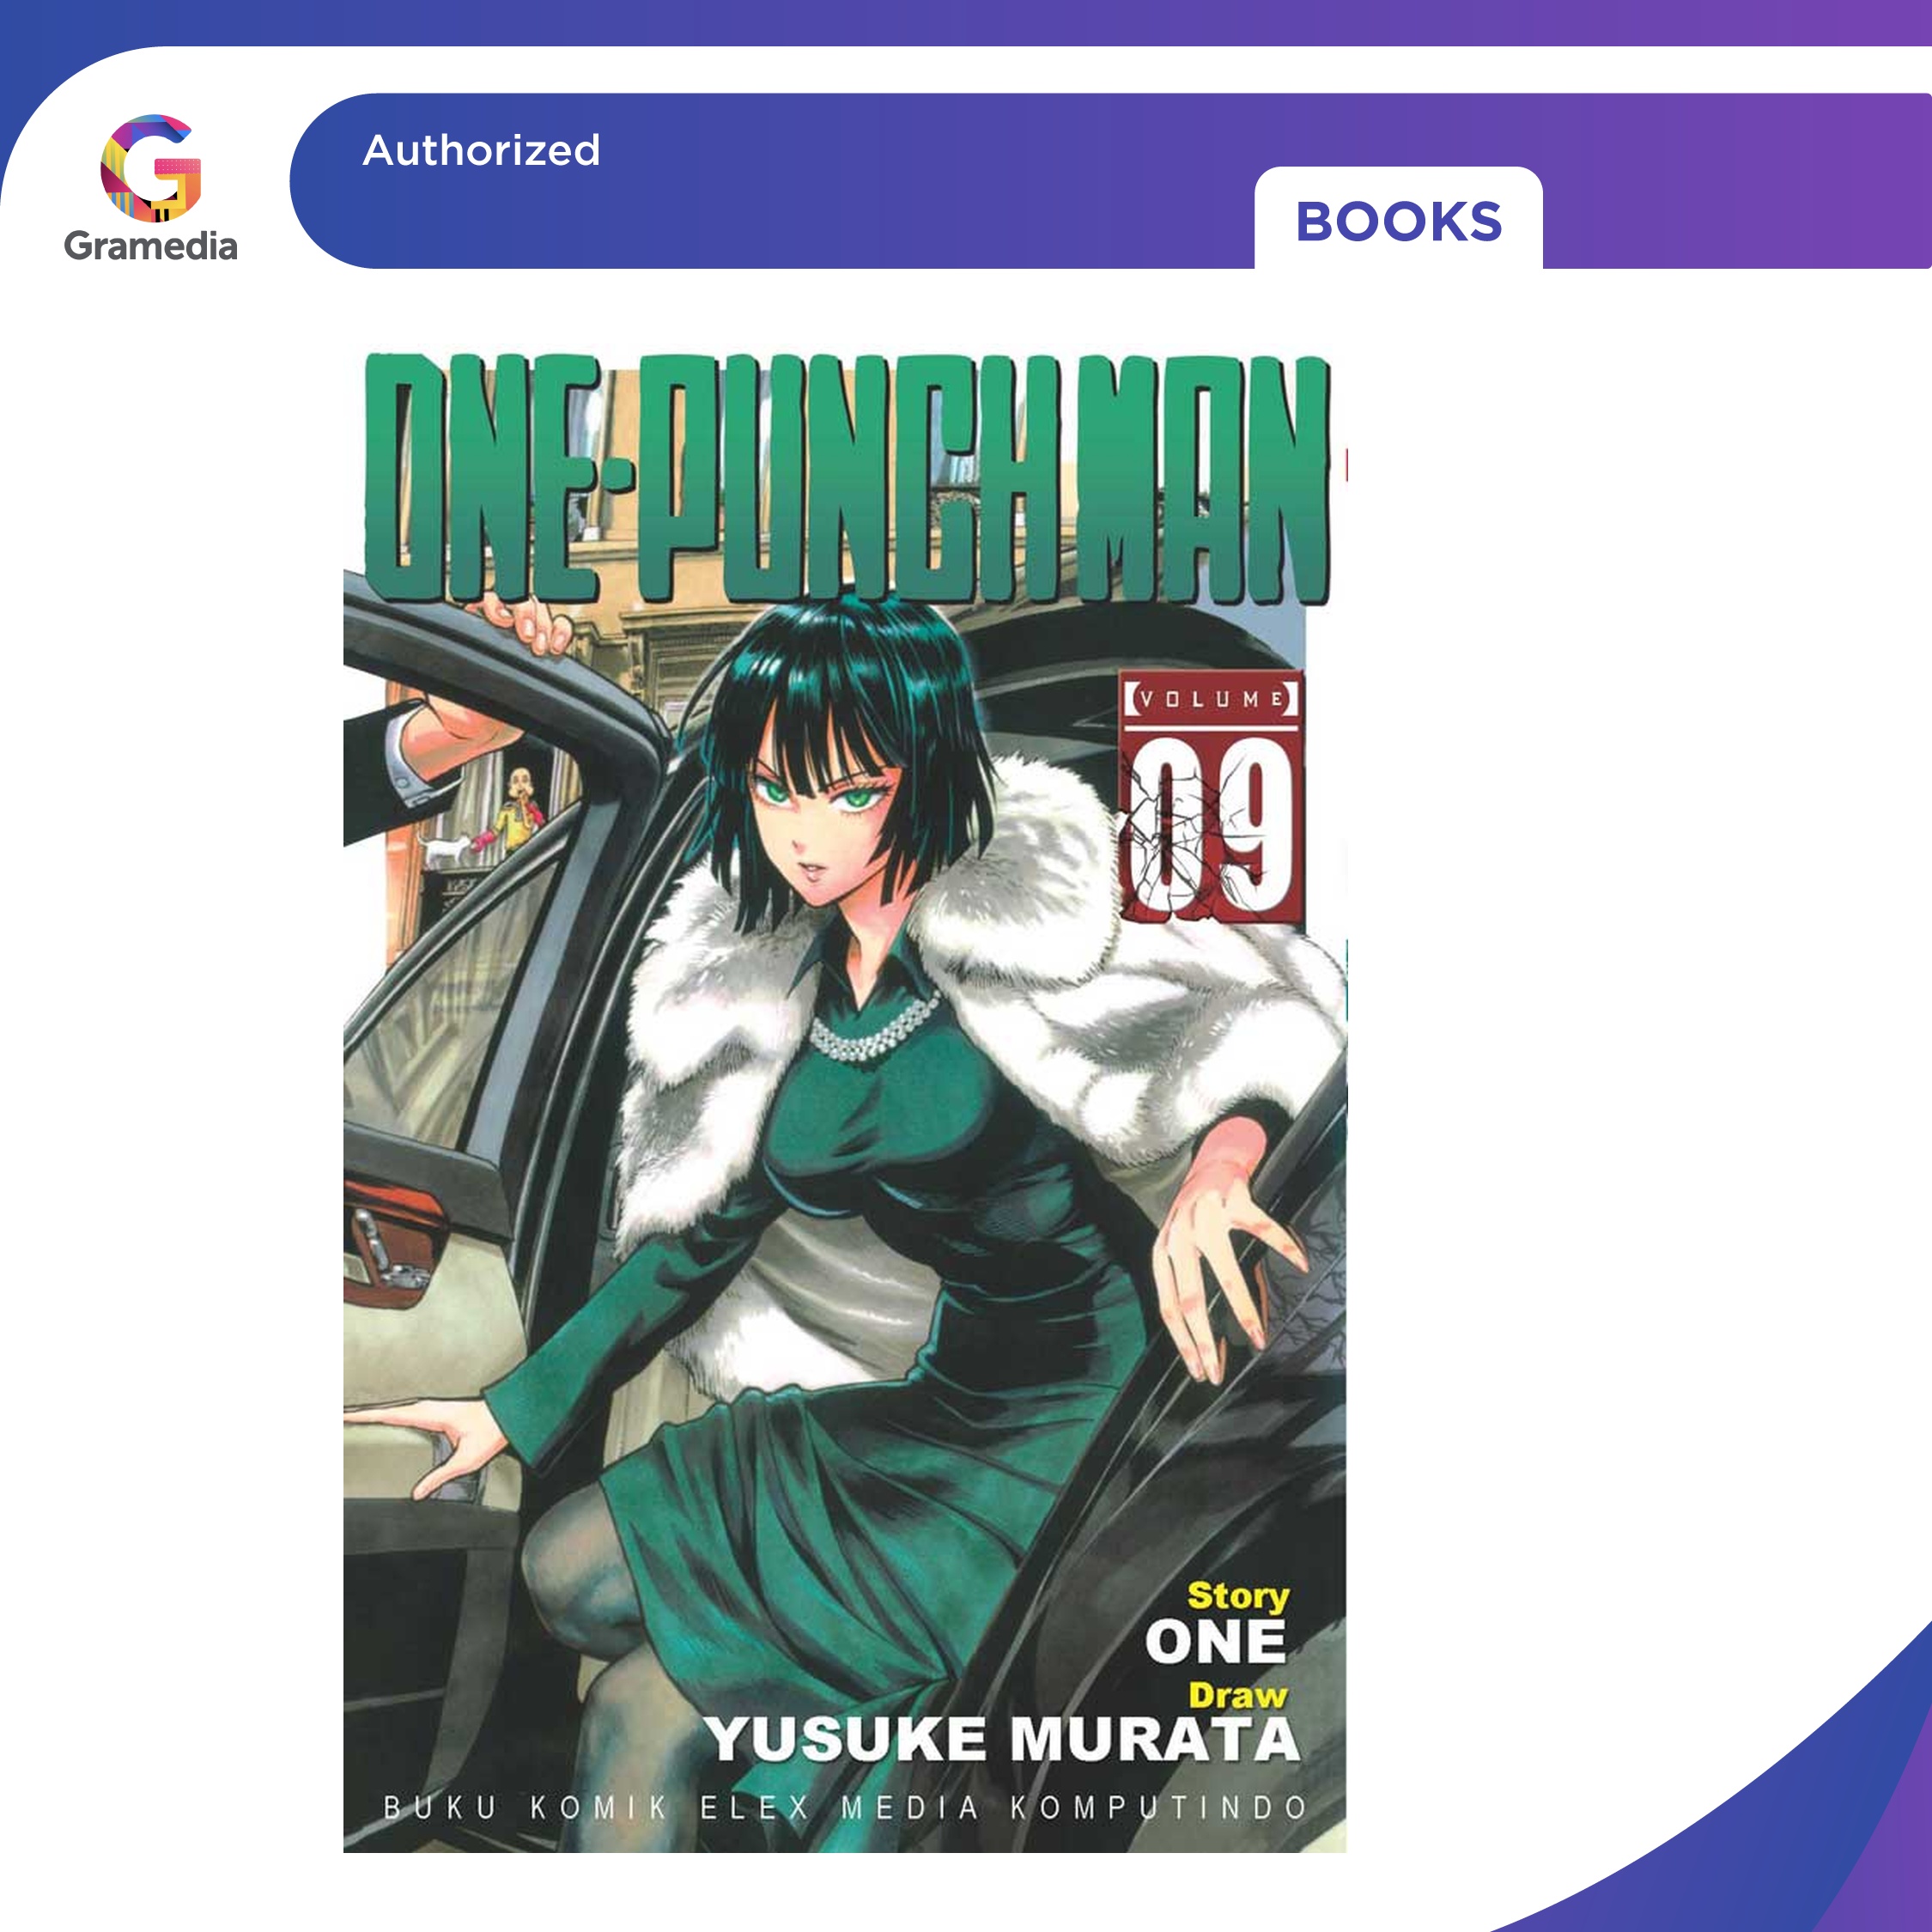 Authorized
BOOKS
Gramedia
ONE-PUNCH MAN
VOLUME
09
Story
ONE
Draw
YUSUKE MURATA
BUKU KOMIK ELEX MEDIA KOMPUTINDO